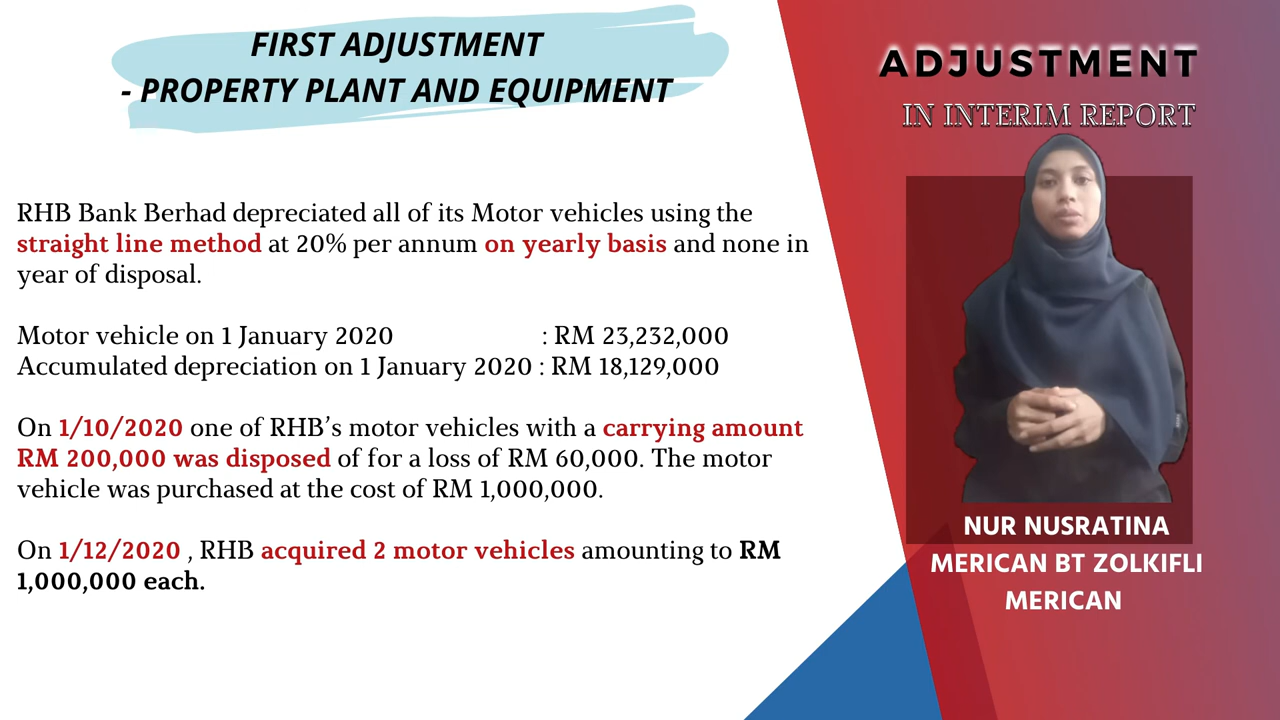 FIRST ADJUSTMENT
- PROPERTY PLANT AND EQUIPMENT
RHB Bank Berhad depreciated all of its Motor vehicles using the
straight line method at 20% per annum on yearly basis and none in
year of disposal.
Motor vehicle on 1 January 2020 : RM 23,232,000
Accumulated depreciation on 1 January 2020 : RM 18,129,000
On 1/10/2020 one of RHB’s motor vehicles with a carrying amount
RM 200,000 was disposed of for a loss of RM 60,000. The motor
vehicle was purchased at the cost of RM 1,000,000.
On 1/12/2020 , RHB acquired 2 motor vehicles amounting to RM
1,000,000 each.
ADJUSTMENT
IN INTERIM REPORT
NUR NUSRATINA
MERICAN BT ZOLKIFLI
MERICAN